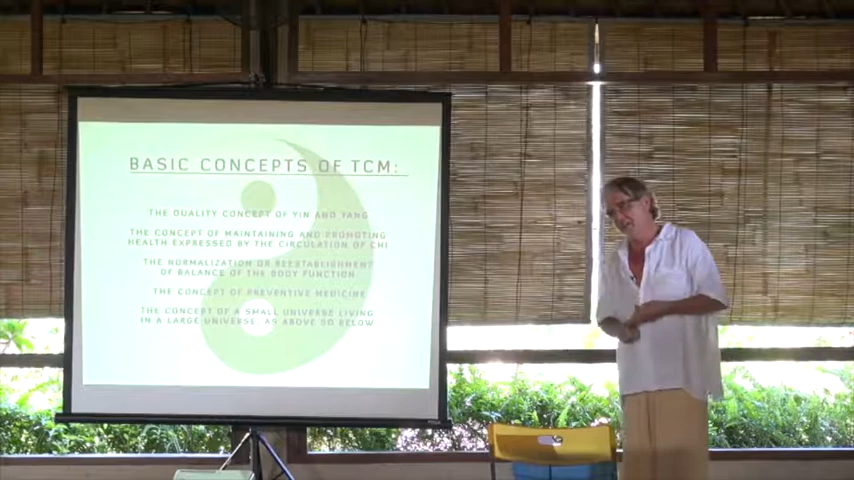 BASIC CONCEPTS OF TCM:
THE DUALITY CONCEPT OF YIN AND YANG
THE CONCEPT OF MAINTAINING AND PROMOTING
HEALTH EXPRESSED BY THE CIRCULATION OF CHI
THE NORMALIZATION OR REESTABLISHMENT
OF BALANCE OF THE BODY FUNCTION
THE CONCEPT OF PREVENTIVE MEDICINE
THE CONCEPT OF A SMALL UNIVERSE LIVING
IN A LARGE UNIVERSE, AS ABOVE SO BELOW